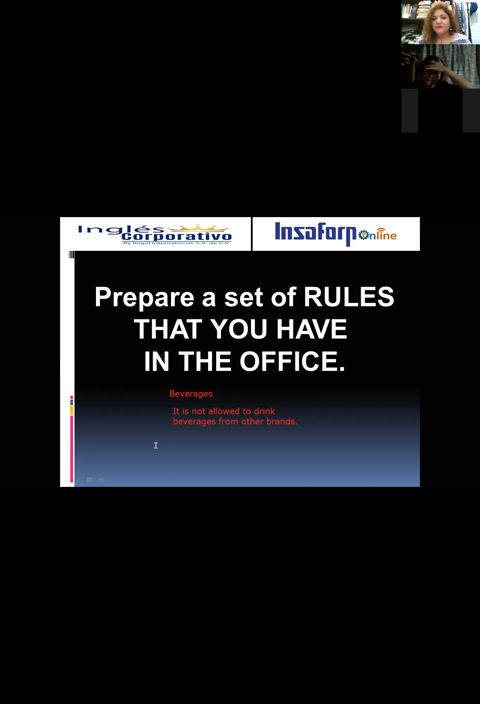 Inglés
Corporativo
Insaforp Online
Prepare a set of RULES
THAT YOU HAVE
IN THE OFFICE.
Beverages
It is not allowed to drink
beverages from other brands.